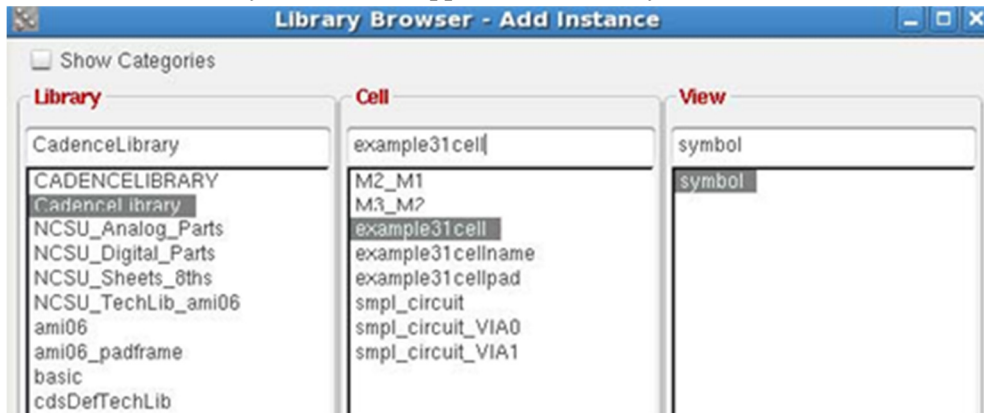 Library Browser - Add Instance
Show Categories
Library
Cell
View
CadenceLibrary
example31cell
symbol
CADENCELIBRARY
CadenceLibrary
NCSU_Analog_Parts
NCSU_Digital_Parts
NCSU_Sheets_8ths
NCSU_TechLib_ami06
ami06
ami06_padframe
basic
cdsDefTechLib
M2_M1
M3_M2
example31cell
example31cellname
example31cellpad
smpl_circuit
smpl_circuit_VIA0
smpl_circuit_VIA1
symbol